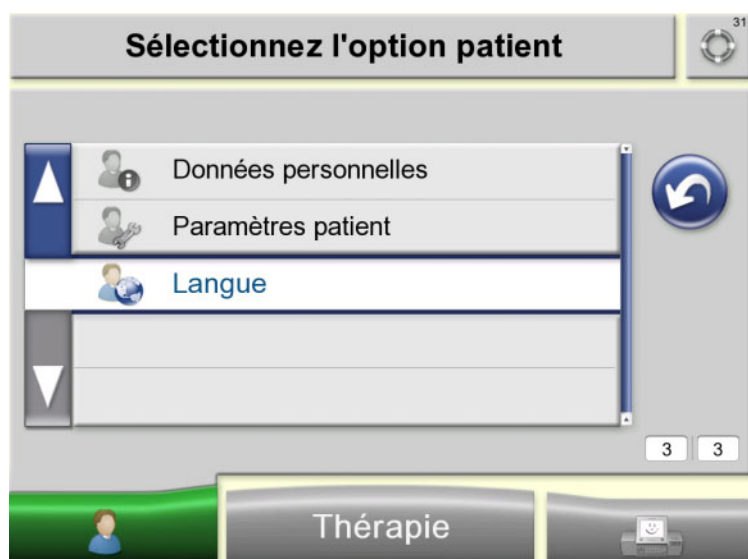 Sélectionnez l'option patient
31
Données personnelles
Paramètres patient
Langue
3 3
Thérapie